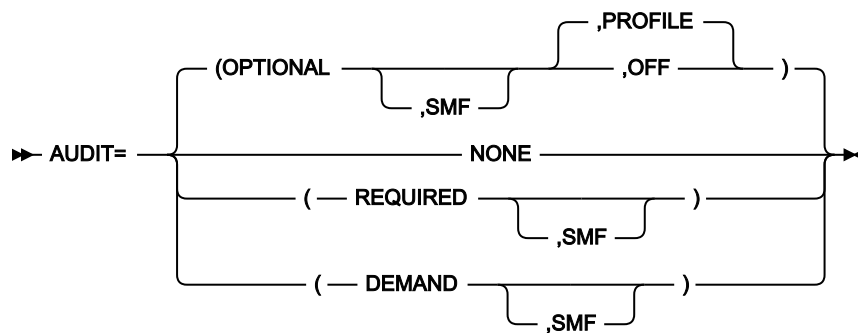 ,PROFILE
(OPTIONAL ,OFF )
,SMF
AUDIT= NONE
( REQUIRED )
,SMF
( DEMAND )
,SMF